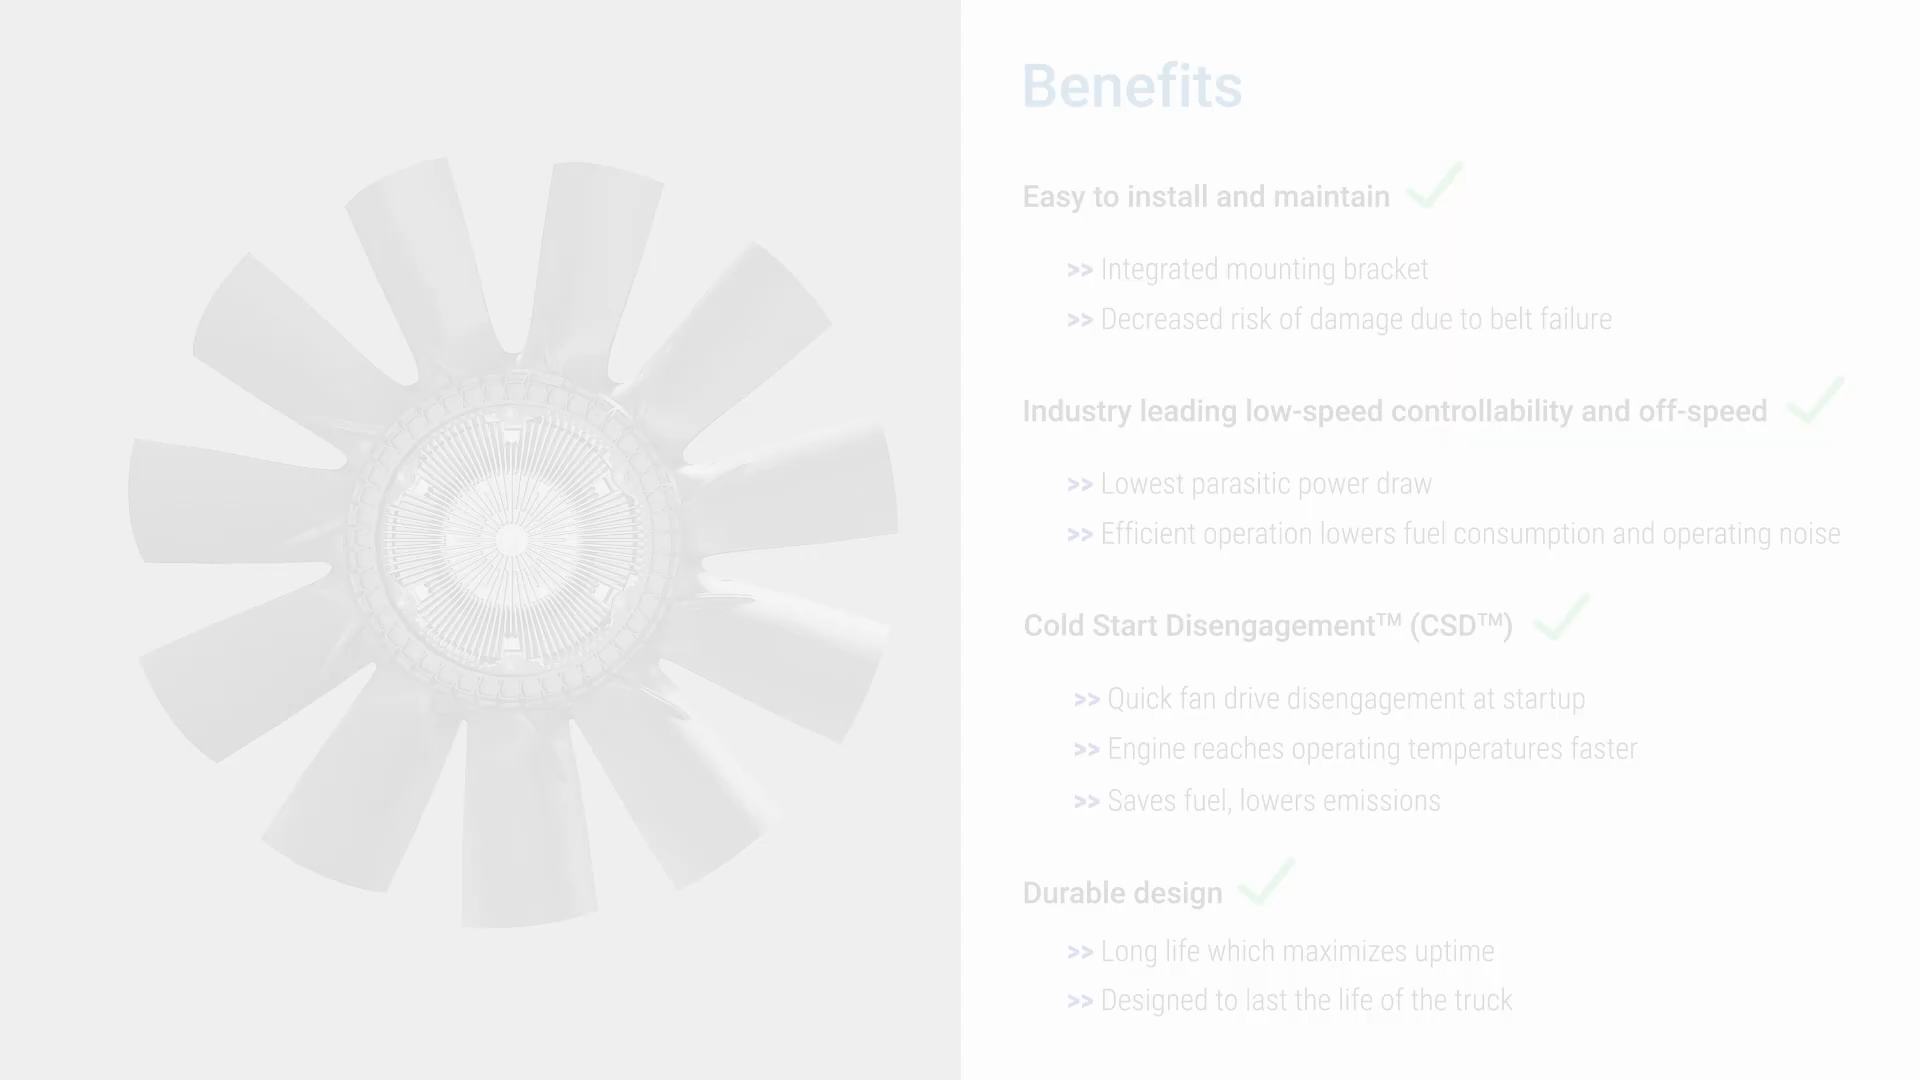 Benefits
Easy to install and maintain
>> Integrated mounting bracket
>> Decreased risk of damage due to belt failure
Industry leading low-speed controllability and off-speed
>> Lowest parasitic power draw
>> Efficient operation lowers fuel consumption and operating noise
Cold Start Disengagement™ (CSD™)
>> Quick fan drive disengagement at startup
>> Engine reaches operating temperatures faster
>> Saves fuel, lowers emissions
Durable design
>> Long life which maximizes uptime
>> Designed to last the life of the truck